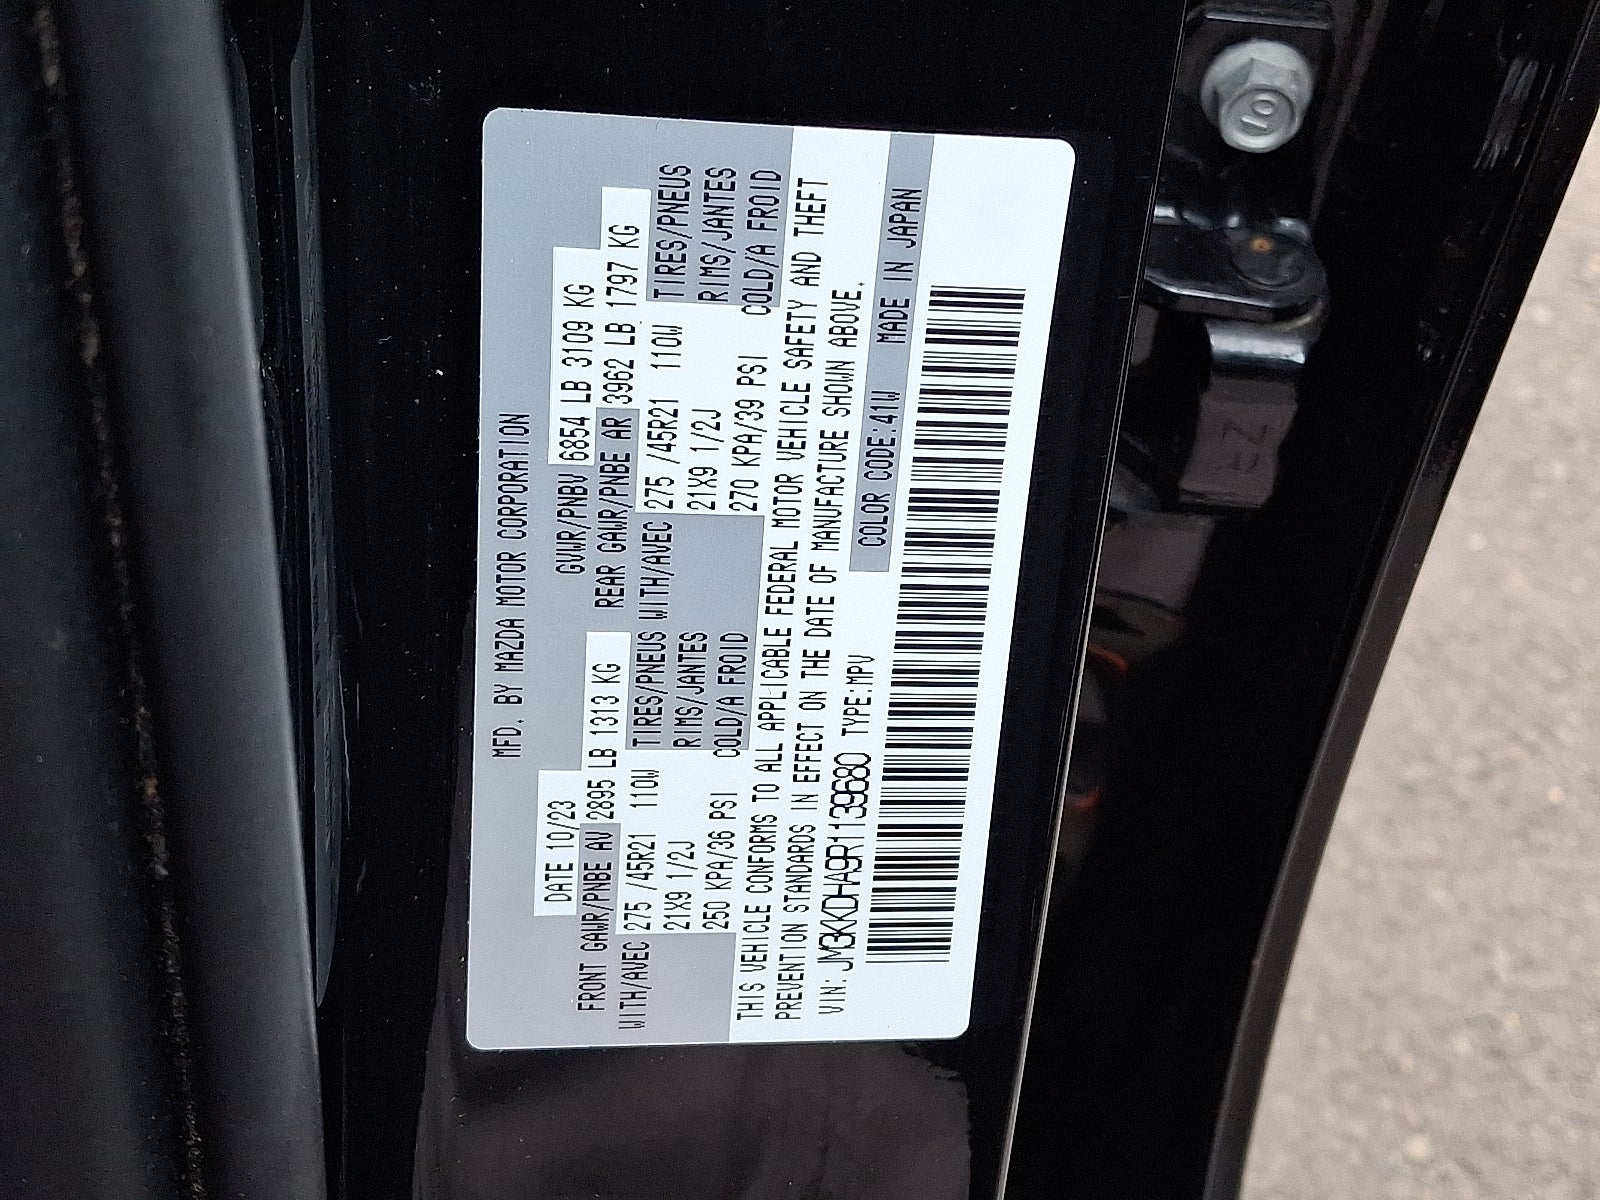 MFD. BY MAZDA MOTOR CORPORATION
DATE 10/23 GVWR/PNBV 6854 LB 3109 KG
FRONT GAWR/PNBE AV 2895 LB 1313 KG REAR GAWR/PNBE AR 3962 LB 1797 KG
WITH/AVEC 275 /45R21 110W TIRES/PNEUS WITH/AVEC 275 /45R21 110W TIRES/PNEUS
21X9 1/2J RIMS/JANTES 21X9 1/2J RIMS/JANTES
250 KPA/36 PSI COLD/A FROID 270 KPA/39 PSI COLD/A FROID
THIS VEHICLE CONFORMS TO ALL APPLICABLE FEDERAL MOTOR VEHICLE SAFETY AND THEFT
PREVENTION STANDARDS IN EFFECT ON THE DATE OF MANUFACTURE SHOWN ABOVE.
VIN: JM3KKDHA9R1139680 TYPE:MPV COLOR CODE:41W MADE IN JAPAN